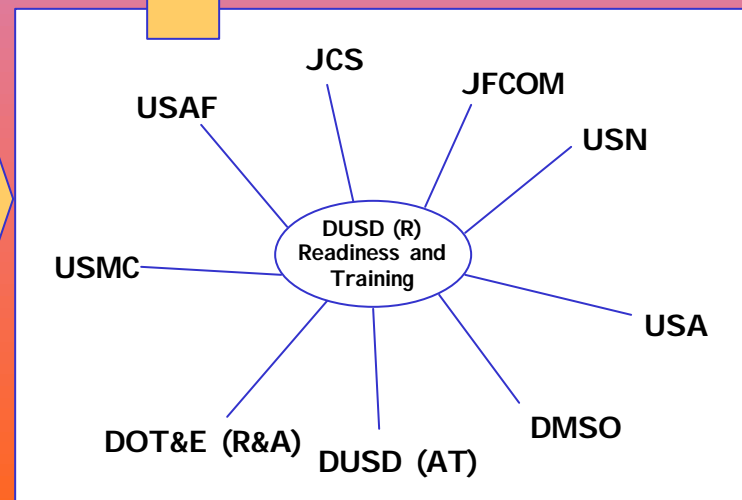 JCS
JFCOM
USAF
USN
DUSD (R)
Readiness and
Training
USMC
USA
DMSO
DOT&E (R&A)
DUSD (AT)